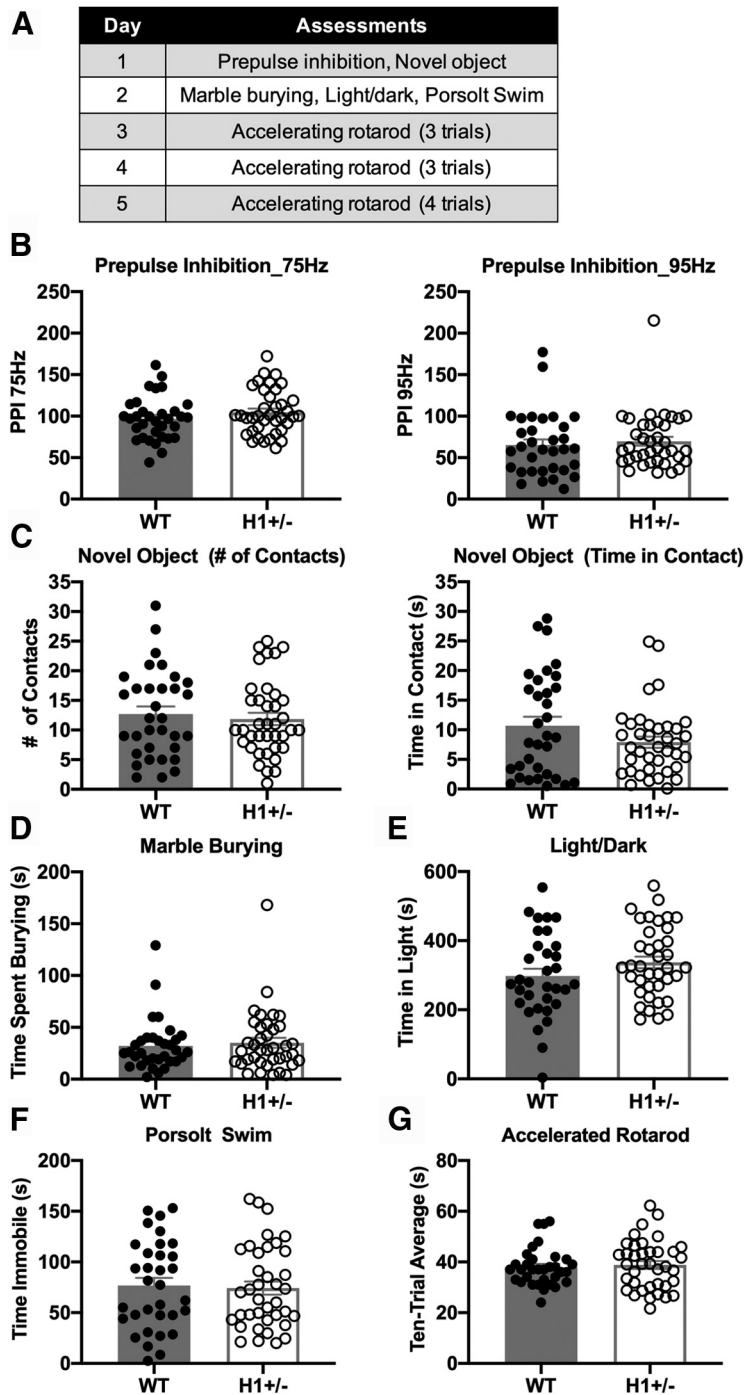 A
Day Assessments
1 Prepulse inhibition, Novel object
2 Marble burying, Light/dark, Porsolt Swim
3 Accelerating rotarod (3 trials)
4 Accelerating rotarod (3 trials)
5 Accelerating rotarod (4 trials)
B
Prepulse Inhibition_75Hz
PPI 75Hz
250
200
150
100
50
0
WT H1+/-
Prepulse Inhibition_95Hz
PPI 95Hz
250
200
150
100
50
0
WT H1+/-
C
Novel Object (# of Contacts)
# of Contacts
35
30
25
20
15
10
5
0
WT H1+/-
Novel Object (Time in Contact)
Time in Contact (s)
35
30
25
20
15
10
5
0
WT H1+/-
D
Marble Burying
Time Spent Burying (s)
200
150
100
50
0
WT H1+/-
E
Light/Dark
Time in Light (s)
600
400
200
0
WT H1+/-
F
Porsolt Swim
Time Immobile (s)
200
150
100
50
0
WT H1+/-
G
Accelerated Rotarod
Ten-Trial Average (s)
80
60
40
20
0
WT H1+/-